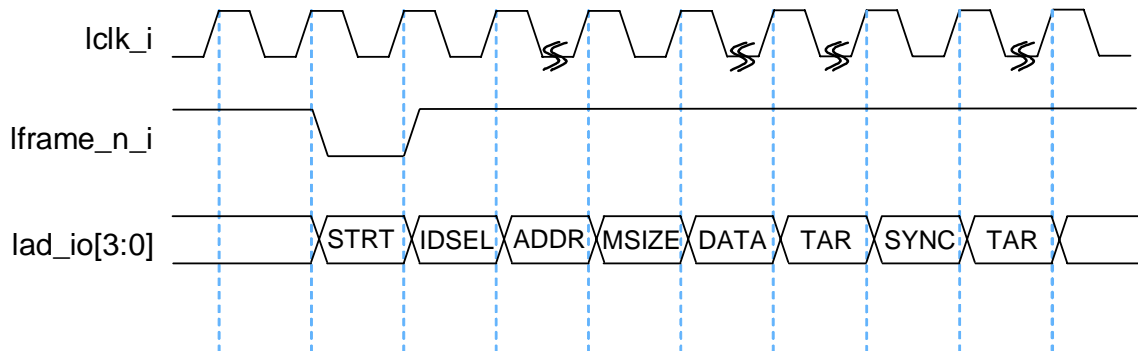 lclk_i
lframe_n_i
lad_io[3:0] STRT IDSEL ADDR MSIZE DATA TAR SYNC TAR